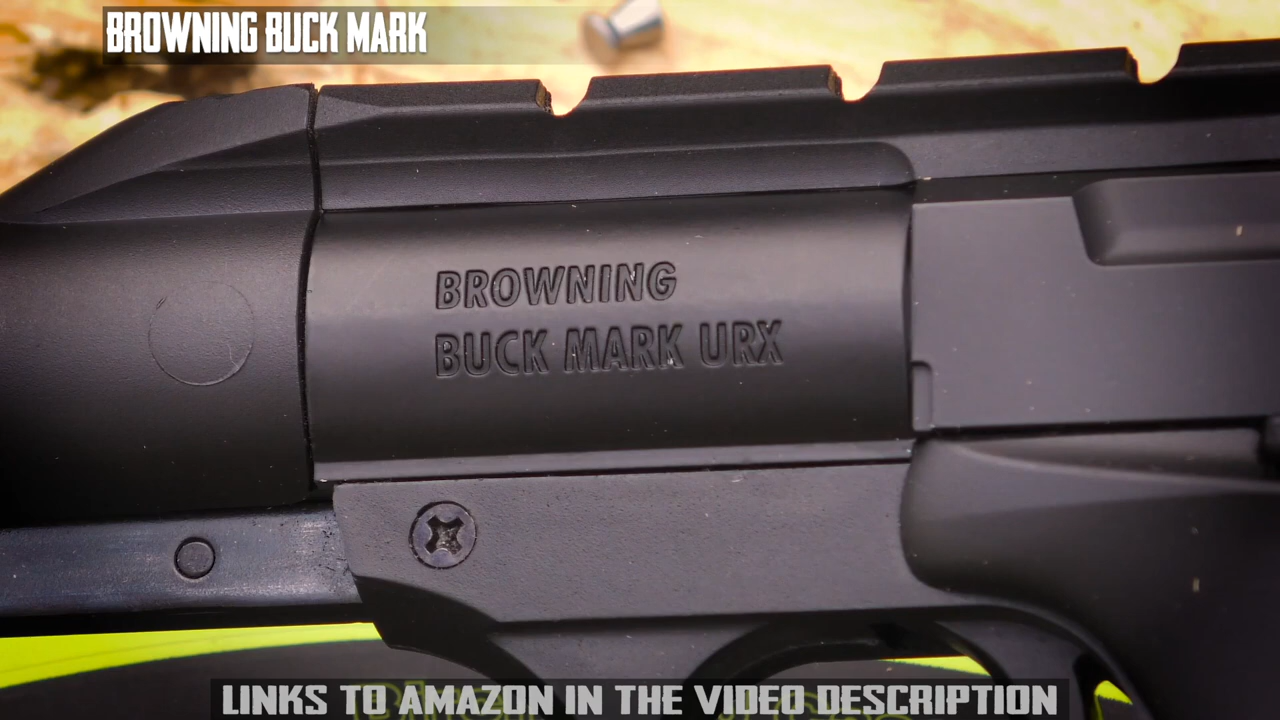 BROWNING BUCK MARK
BROWNING
BUCK MARK URX
LINKS TO AMAZON IN THE VIDEO DESCRIPTION